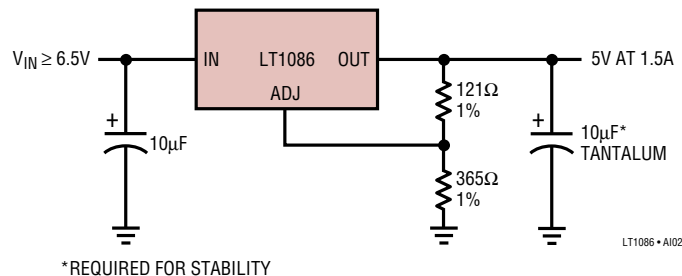 VIN ≥ 6.5V
IN
LT1086
OUT
ADJ
5V AT 1.5A
121Ω
1%
+
10µF
+
10µF*
TANTALUM
365Ω
1%
LT1086 • AI02
*REQUIRED FOR STABILITY